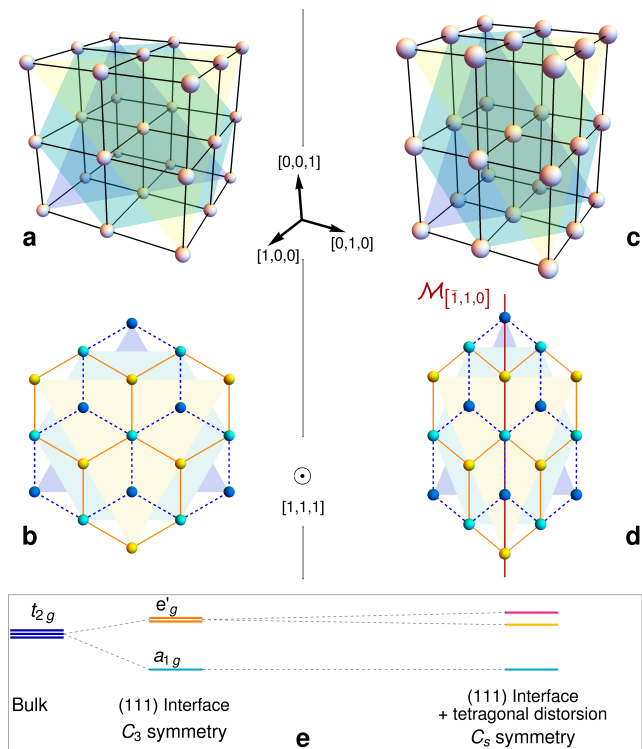 a
c
[0,0,1]
[1,0,0]
[0,1,0]
ℳ[1̄,1,0]
[1,1,1]
b
d
t2g
e'g
a1g
Bulk
(111) Interface
C3 symmetry
(111) Interface
+ tetragonal distorsion
Cs symmetry
e